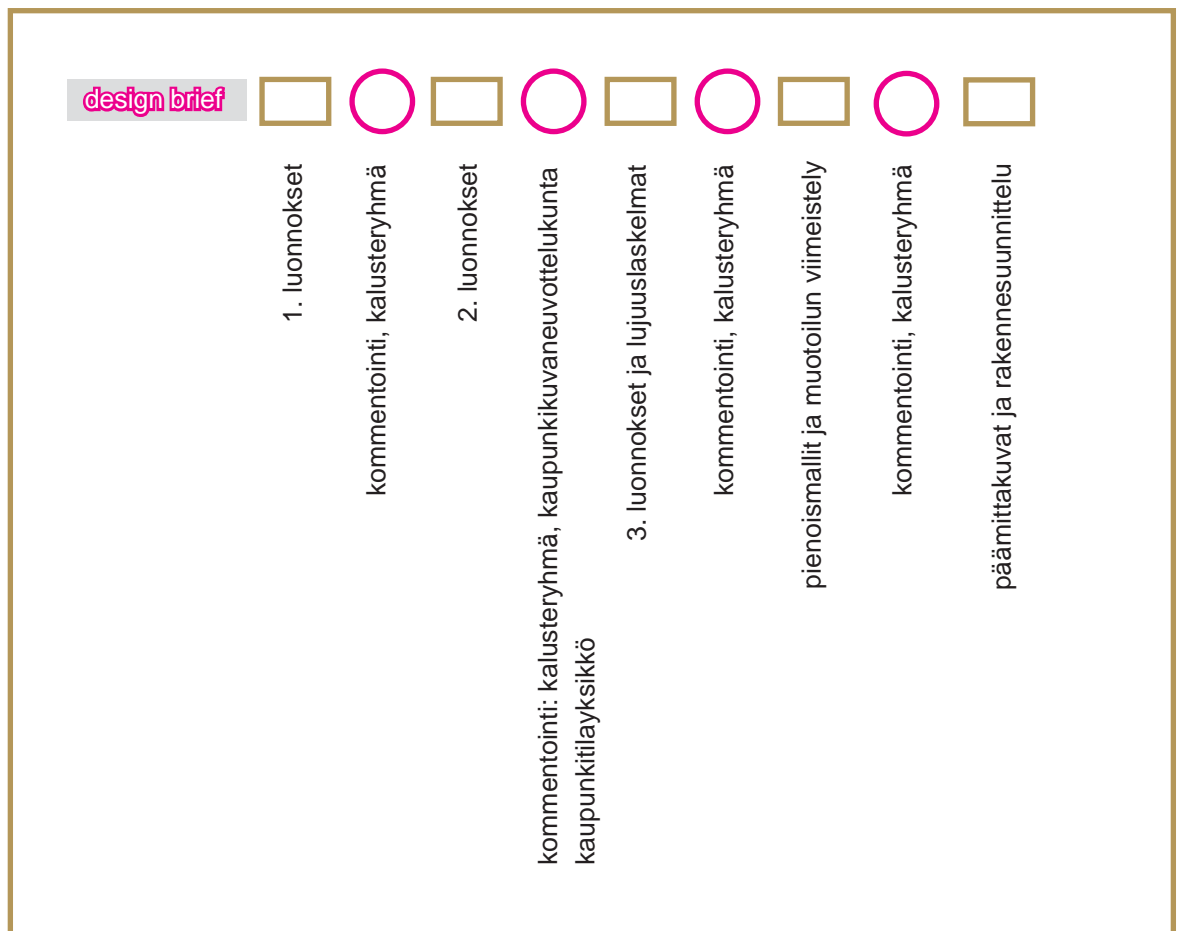 design brief
1. luonnokset
kommentointi, kalusteryhmä
2. luonnokset
kommentointi: kalusteryhmä, kaupunkikuvaneuvottelukunta
kaupunkitilayksikkö
3. luonnokset ja lujuuslaskelmat
kommentointi, kalusteryhmä
pienoismallit ja muotoilun viimeistely
kommentointi, kalusteryhmä
päämittakuvat ja rakennesuunnittelu